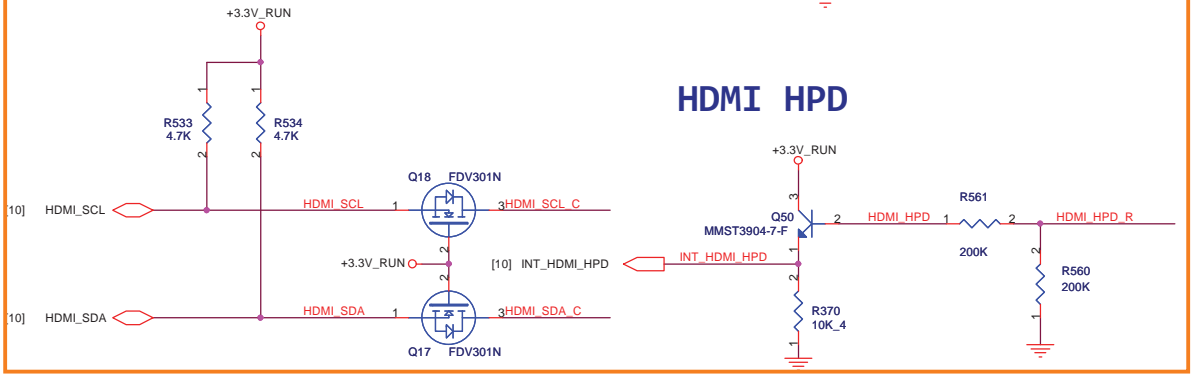 +3.3V_RUN
HDMI HPD
1
1
R533
4.7K
R534
4.7K
2
2
+3.3V_RUN
3
Q18 FDV301N
R561
[10] HDMI_SCL
HDMI_SCL
1
3
HDMI_SCL_C
Q50
MMST3904-7-F
2
HDMI_HPD
1
2
HDMI_HPD_R
200K
1
2
+3.3V_RUN
[10] INT_HDMI_HPD
INT_HDMI_HPD
2
2
2
R560
200K
[10] HDMI_SDA
HDMI_SDA
1
3
HDMI_SDA_C
R370
10K_4
1
1
Q17 FDV301N